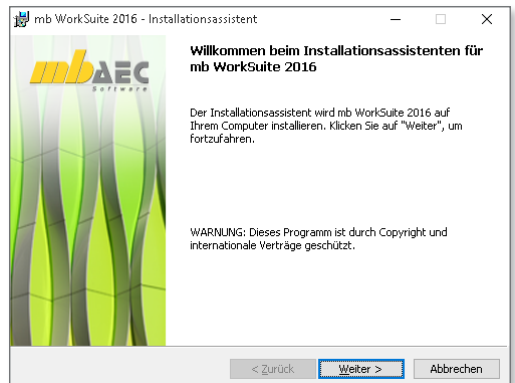 mb WorkSuite 2016 - Installationsassistent
mbAEC
Software
Willkommen beim Installationsassistenten für
mb WorkSuite 2016
Der Installationsassistent wird mb WorkSuite 2016 auf
Ihrem Computer installieren. Klicken Sie auf "Weiter", um
fortzufahren.
WARNUNG: Dieses Programm ist durch Copyright und
internationale Verträge geschützt.
< Zurück
Weiter >
Abbrechen